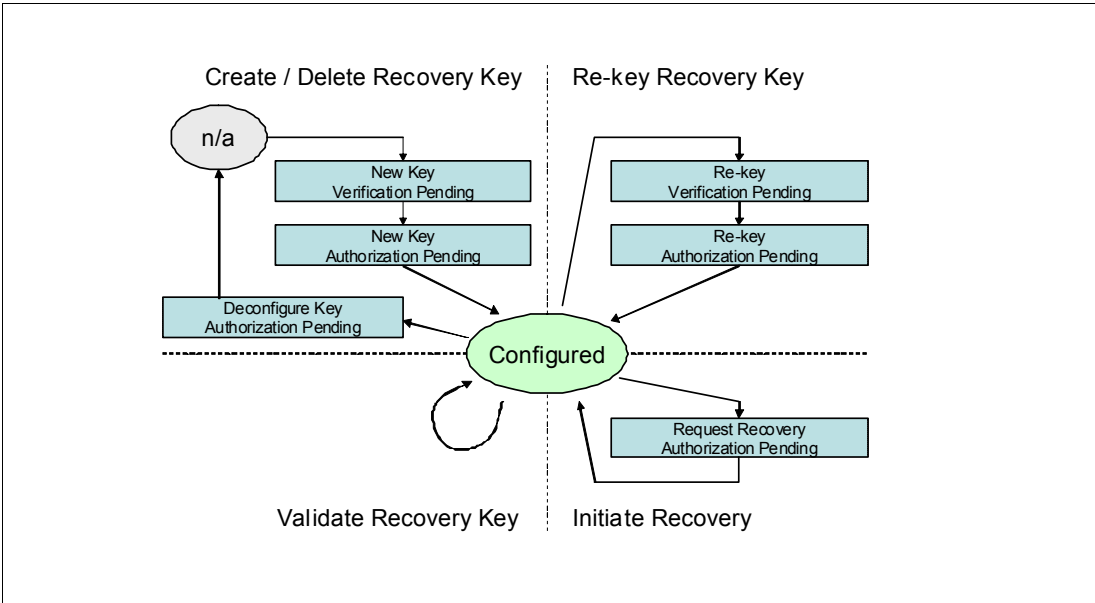 Create / Delete Recovery Key
Re-key Recovery Key
n/a
New Key
Verification Pending
New Key
Authorization Pending
Deconfigure Key
Authorization Pending
Re-key
Verification Pending
Re-key
Authorization Pending
Configured
Request Recovery
Authorization Pending
Validate Recovery Key
Initiate Recovery